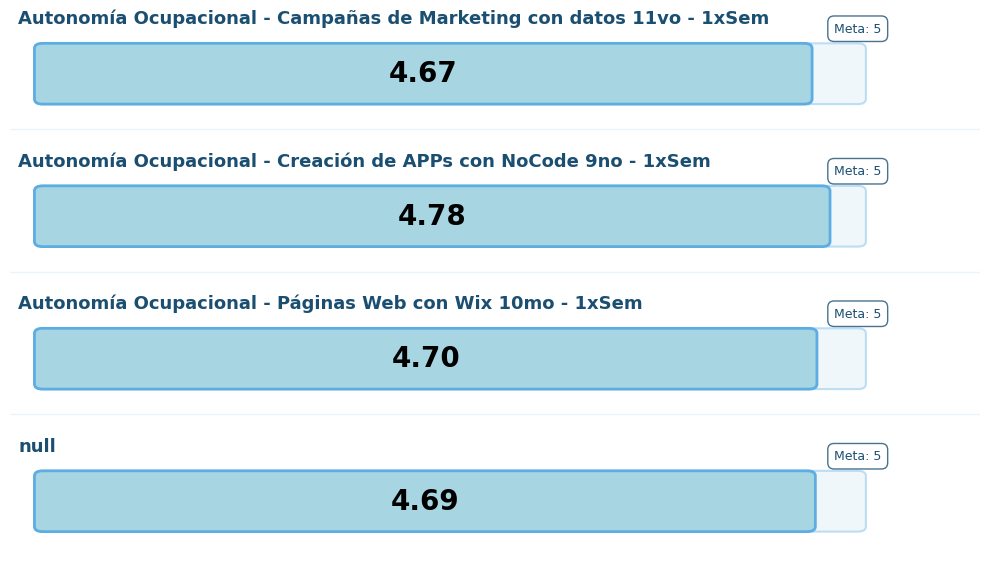 Autonomía Ocupacional - Campañas de Marketing con datos 11vo - 1xSem
Meta: 5
4.67
Autonomía Ocupacional - Creación de APPs con NoCode 9no - 1xSem
Meta: 5
4.78
Autonomía Ocupacional - Páginas Web con Wix 10mo - 1xSem
Meta: 5
4.70
null
Meta: 5
4.69